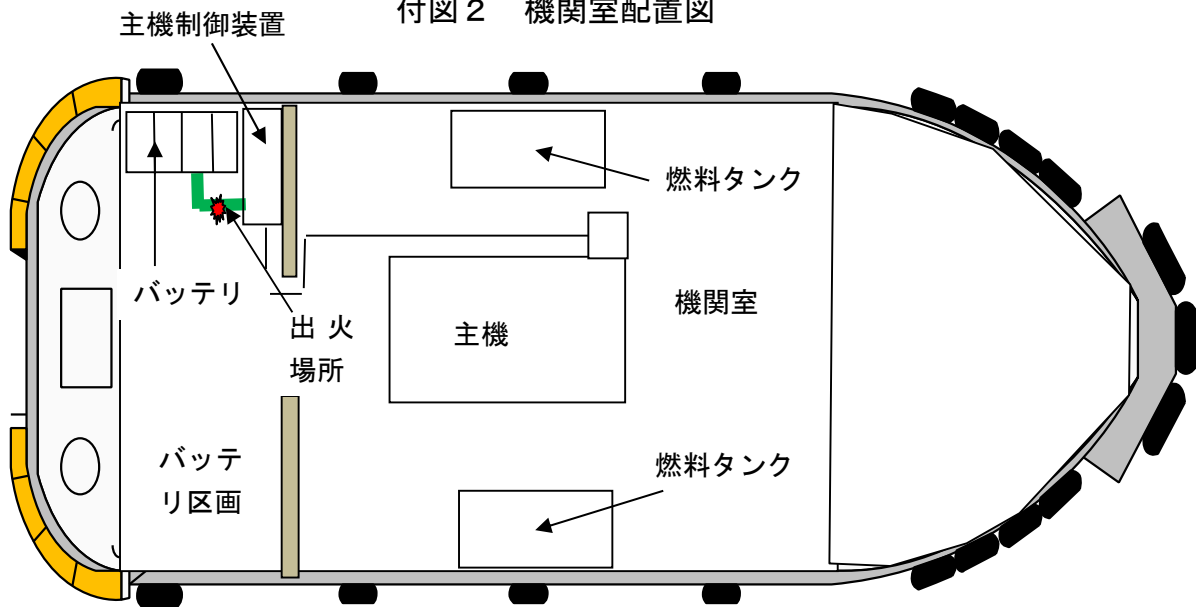 付図２　機関室配置図
主機制御装置
燃料タンク
バッテリ
機関室
出 火
場所
主機
バッテ
リ区画
燃料タンク